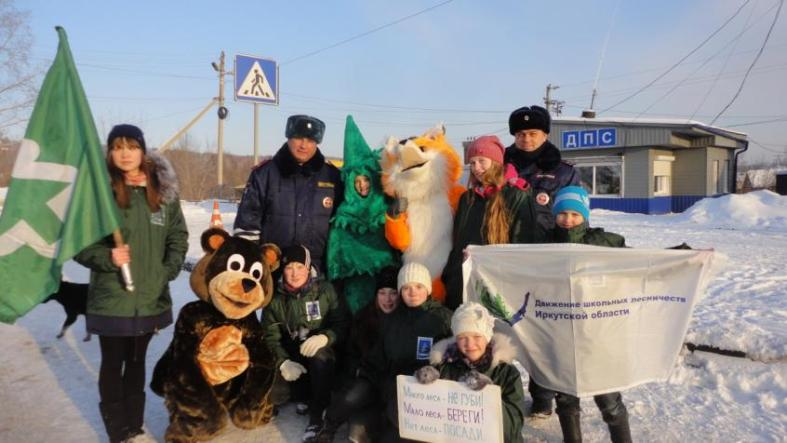 ДПС
Движение школьных лесничеств
Иркутской области
Много леса - НЕ ГУБИ!
Мало леса - БЕРЕГИ!
Нет леса - ПОСАДИ.